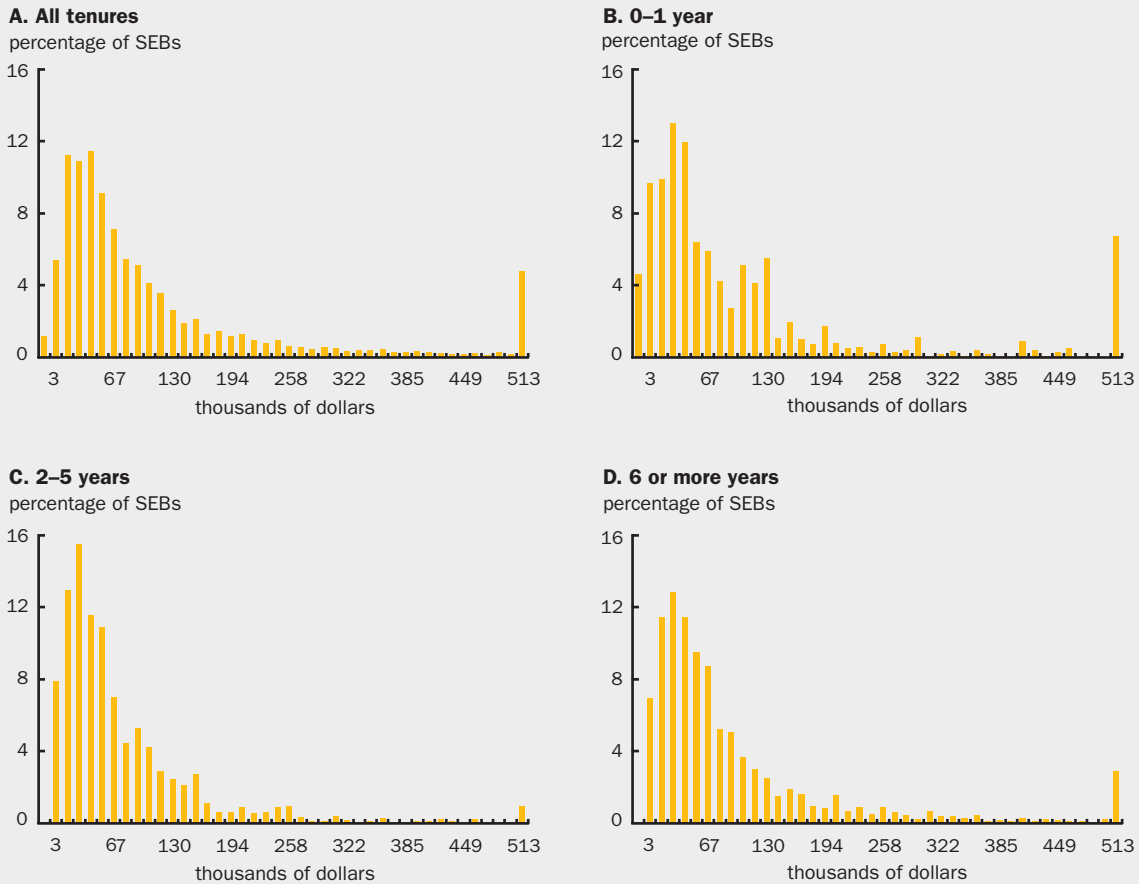 A. All tenures
percentage of SEBs
16
12
8
4
0
3 67 130 194 258 322 385 449 513
thousands of dollars
B. 0–1 year
percentage of SEBs
16
12
8
4
0
3 67 130 194 258 322 385 449 513
thousands of dollars
C. 2–5 years
percentage of SEBs
16
12
8
4
0
3 67 130 194 258 322 385 449 513
thousands of dollars
D. 6 or more years
percentage of SEBs
16
12
8
4
0
3 67 130 194 258 322 385 449 513
thousands of dollars